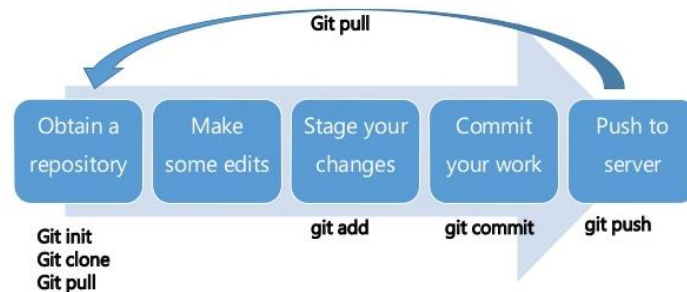 Git pull
Obtain a
repository
Make
some edits
Stage your
changes
Commit
your work
Push to
server
Git init
Git clone
Git pull
git add
git commit
git push